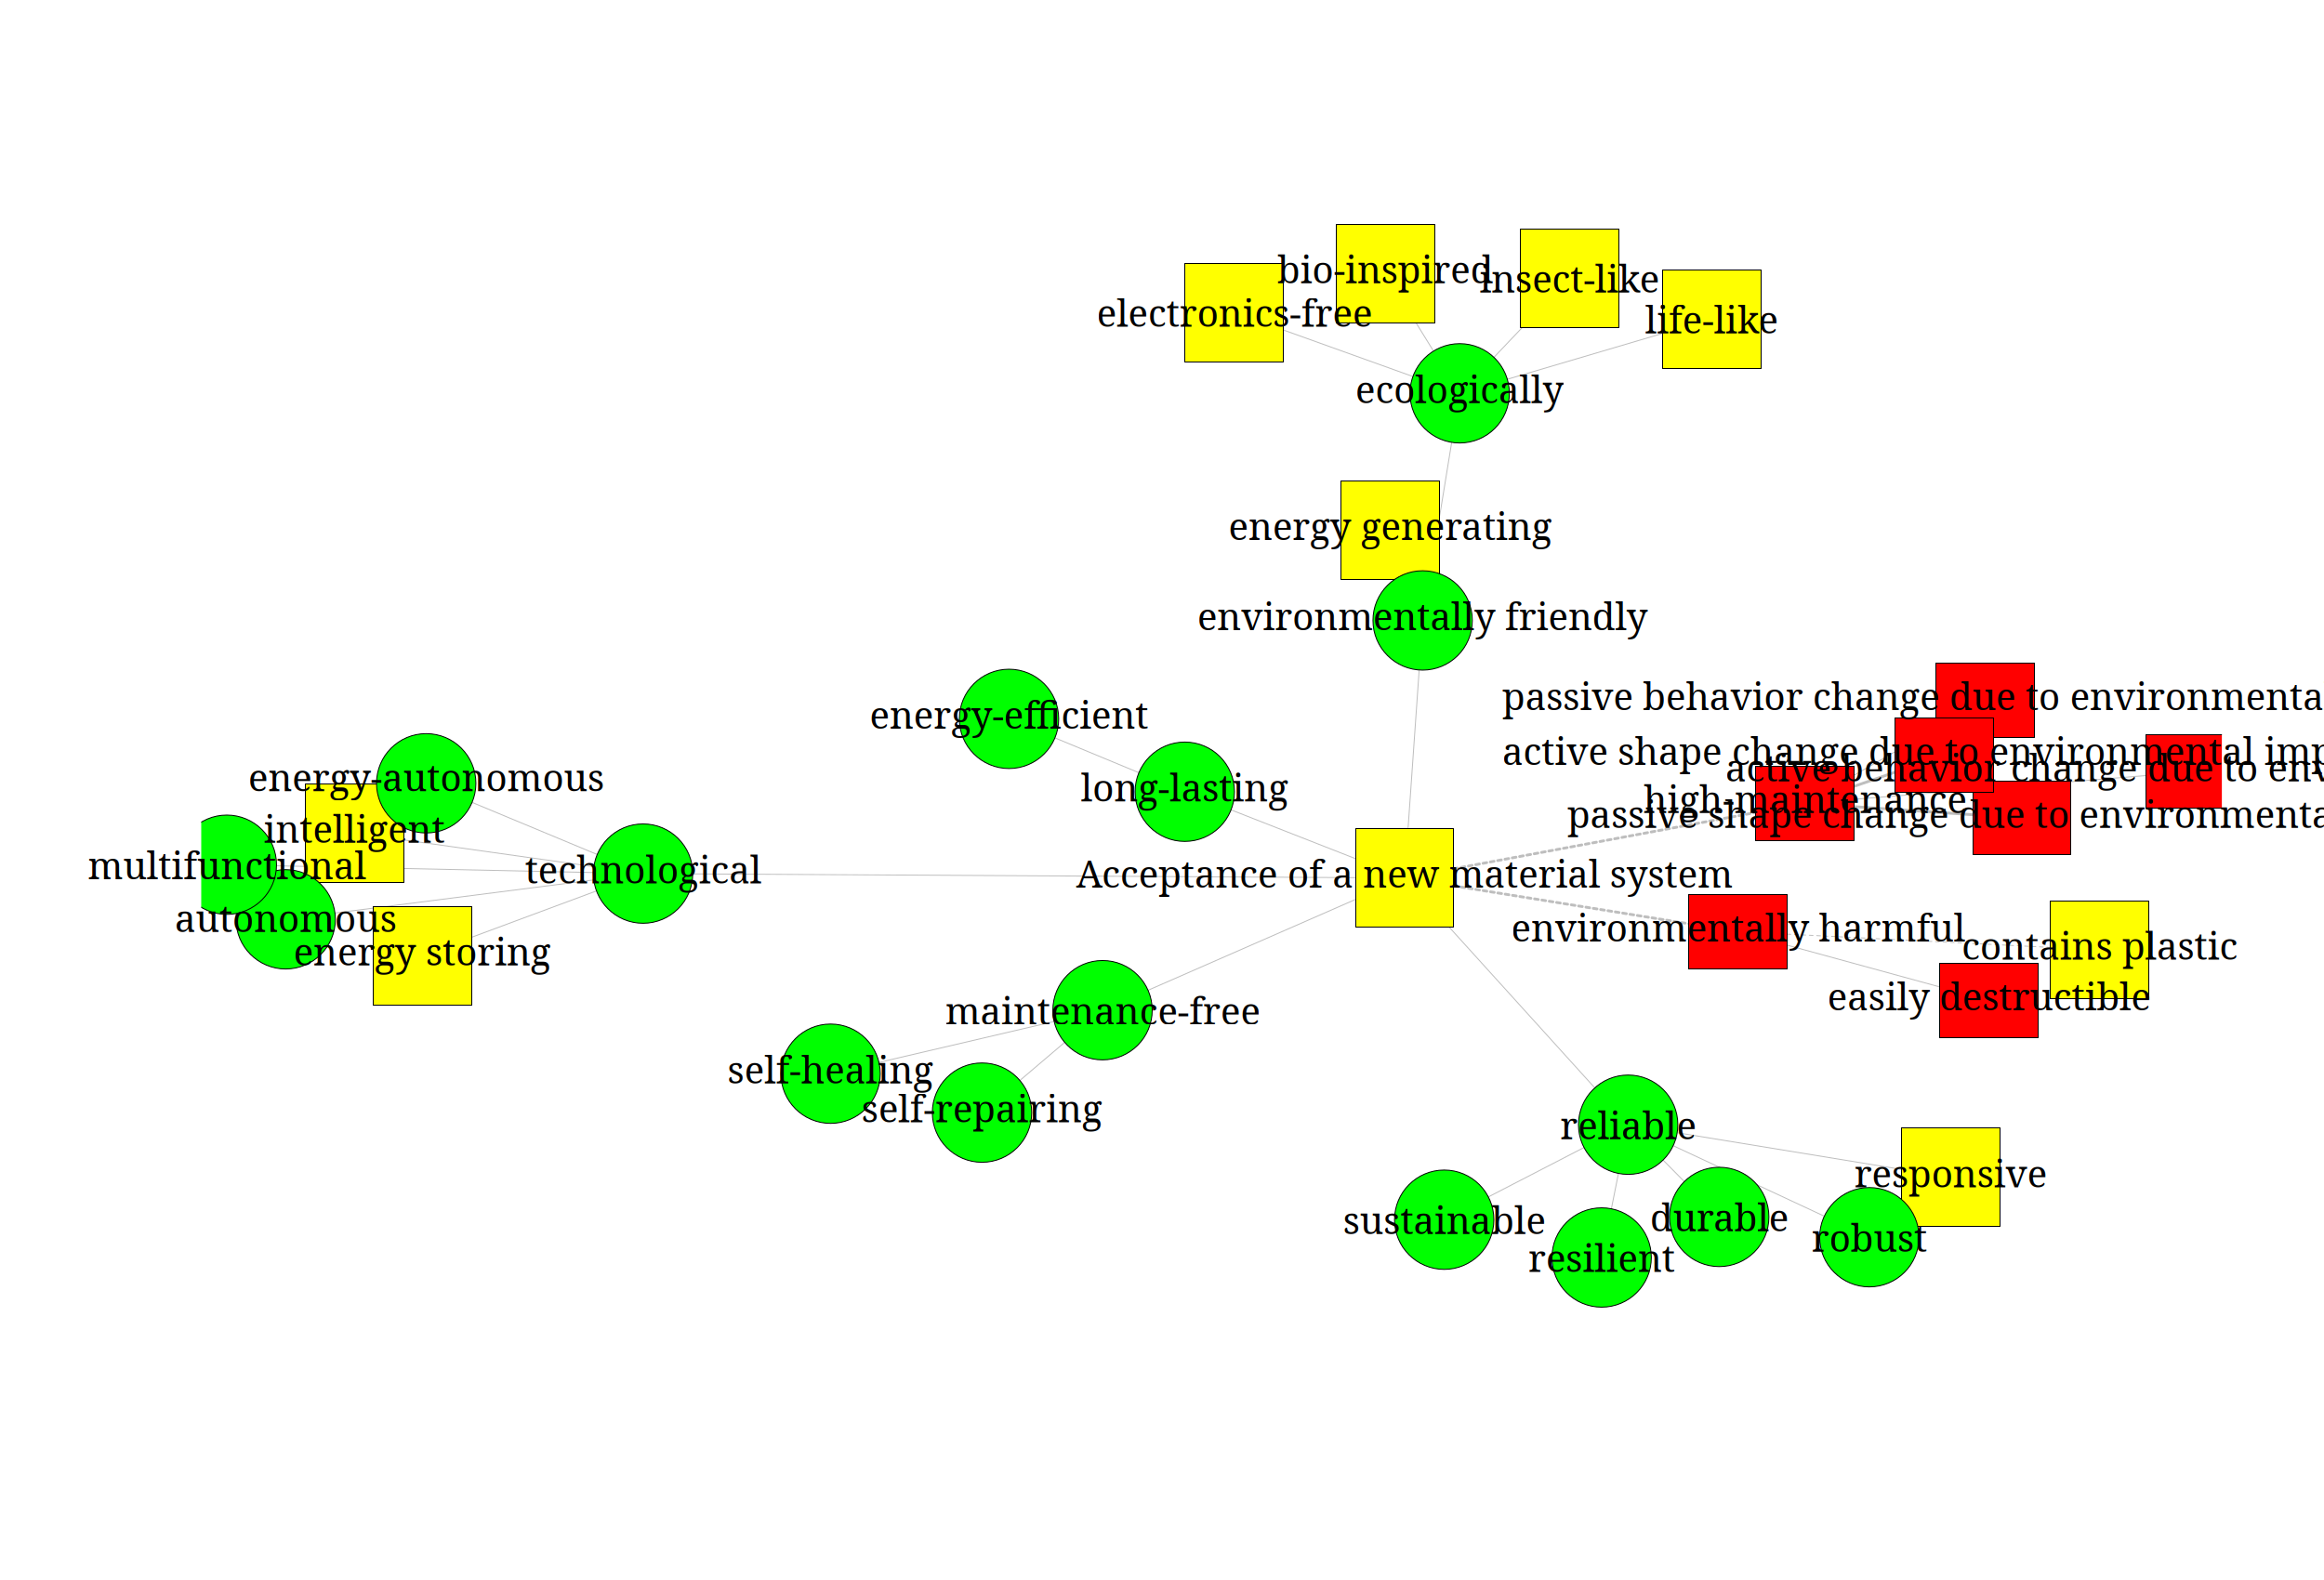 bio-inspired
insect-like
electronics-free
life-like
ecologically
energy generating
environmentally friendly
passive behavior change due to environmenta
energy-efficient
active shape change due to environmental imp
active behavior change due to env
energy-autonomous
long-lasting
high-maintenance
passive shape change due to environmenta
intelligent
multifunctional
technological
Acceptance of a new material system
autonomous
environmentally harmful
energy storing
contains plastic
easily destructible
maintenance-free
self-healing
self-repairing
reliable
responsive
sustainable
durable
robust
resilient